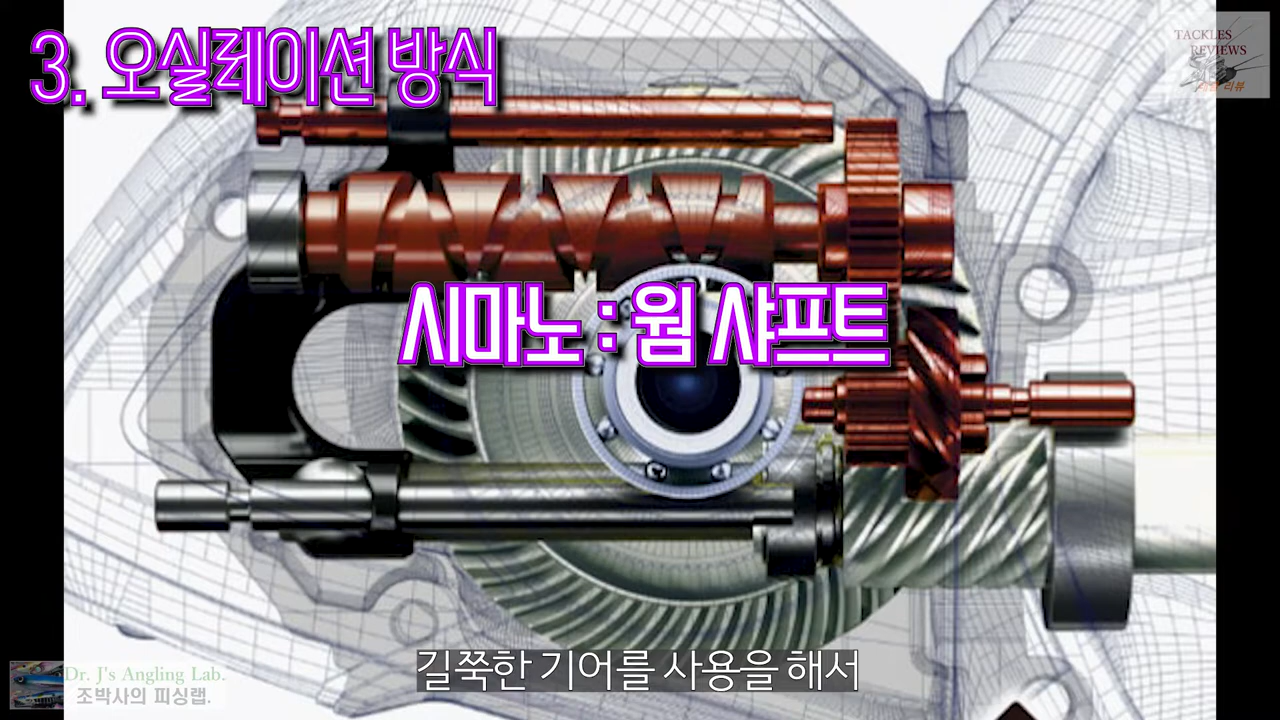 3. 오실레이션 방식
TACKLES
REVIEWS
리뷰
시마노 : 웜 샤프트
길쭉한 기어를 사용을 해서
Dr. J's Angling Lab.
조박사의 피싱랩.